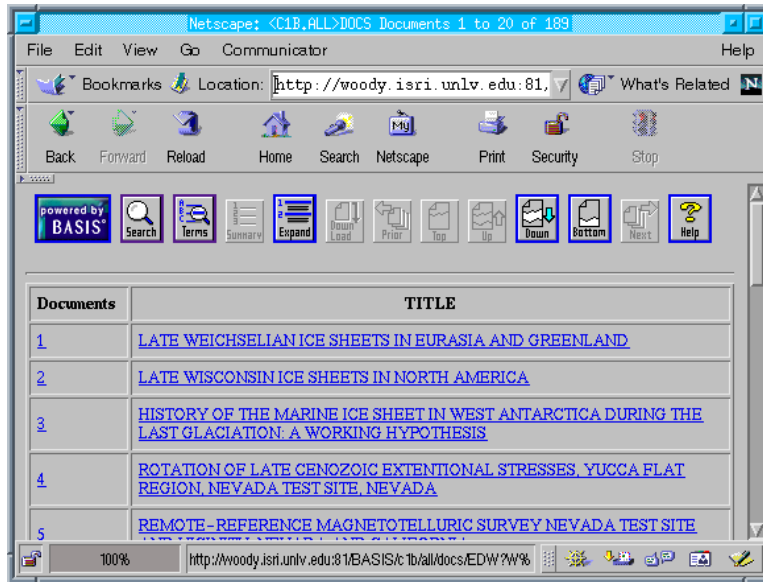 Netscape: <C1B.ALL>DOCS Documents 1 to 20 of 189
File Edit View Go Communicator Help
Bookmarks Location: http://woody.isri.unlv.edu:81, What's Related N
Back Forward Reload Home Search Netscape Print Security Stop
My
powered by
BASIS
Search Terms Summary Expand Down Load Prior Top Up Down Bottom Next Help
Documents TITLE
1 LATE WEICHSELIAN ICE SHEETS IN EURASIA AND GREENLAND
2 LATE WISCONSIN ICE SHEETS IN NORTH AMERICA
3 HISTORY OF THE MARINE ICE SHEET IN WEST ANTARCTICA DURING THE
LAST GLACIATION: A WORKING HYPOTHESIS
4 ROTATION OF LATE CENOZOIC EXTENTIONAL STRESSES, YUCCA FLAT
REGION, NEVADA TEST SITE, NEVADA
5 REMOTE-REFERENCE MAGNETOTELLURIC SURVEY NEVADA TEST SITE
100% http://woody.isri.unlv.edu:81/BASIS/c1b/all/docs/EDW?W%